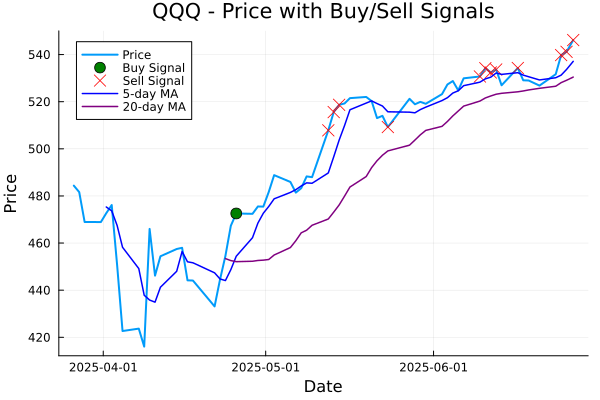 QQQ - Price with Buy/Sell Signals
Price
Buy Signal
Sell Signal
5-day MA
20-day MA
540
520
500
480
460
440
420
Price
2025-04-01
2025-05-01
2025-06-01
Date